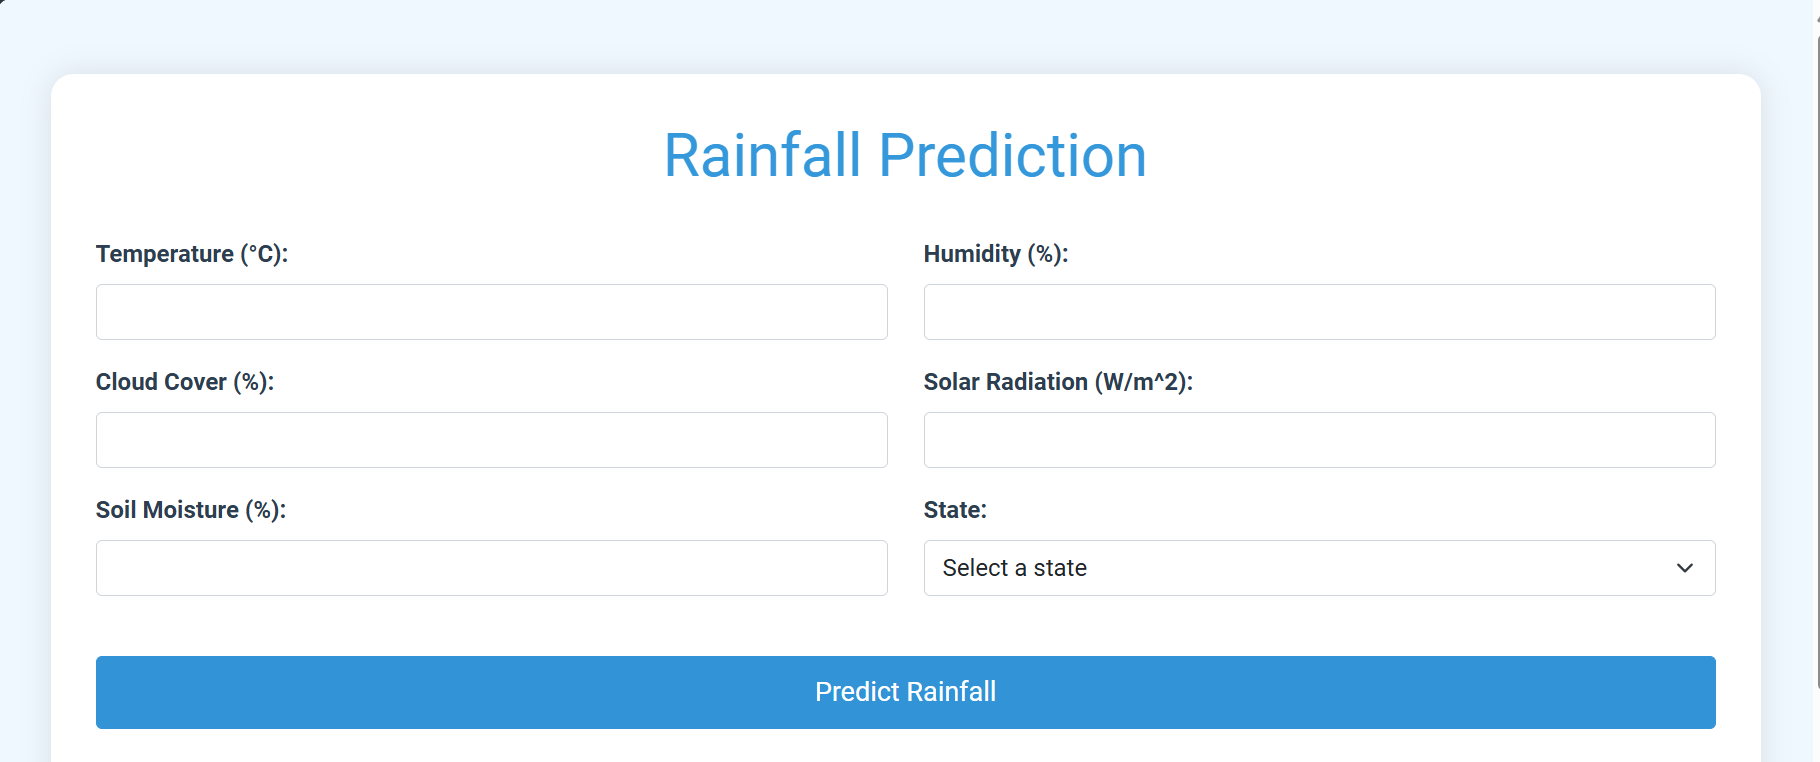 Rainfall Prediction
Temperature (°C):
Humidity (%):
Cloud Cover (%):
Solar Radiation (W/m^2):
Soil Moisture (%):
State:
Select a state
Predict Rainfall